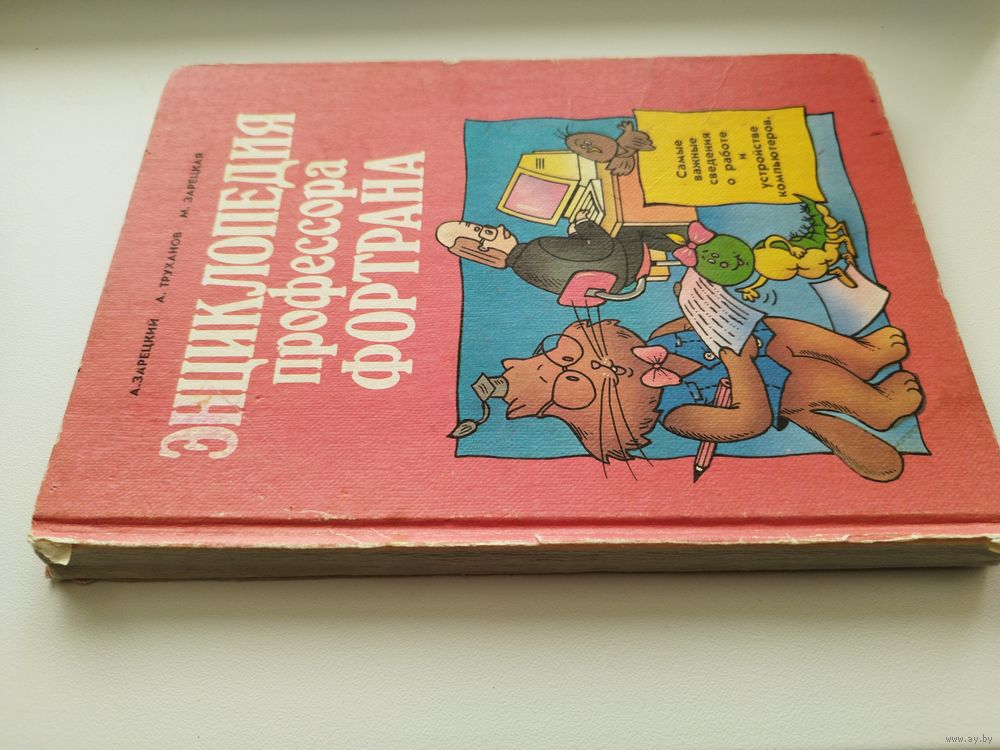 А.ЗАРЕЦКИЙ А. ТРУХАНОВ М. ЗАРЕЦКАЯ
ЭНЦИКЛОПЕДИЯ
профессора
ФОРТРАНА
Самые
важные
сведения
о работе
и
устройстве
компьютеров.
www.ay.by